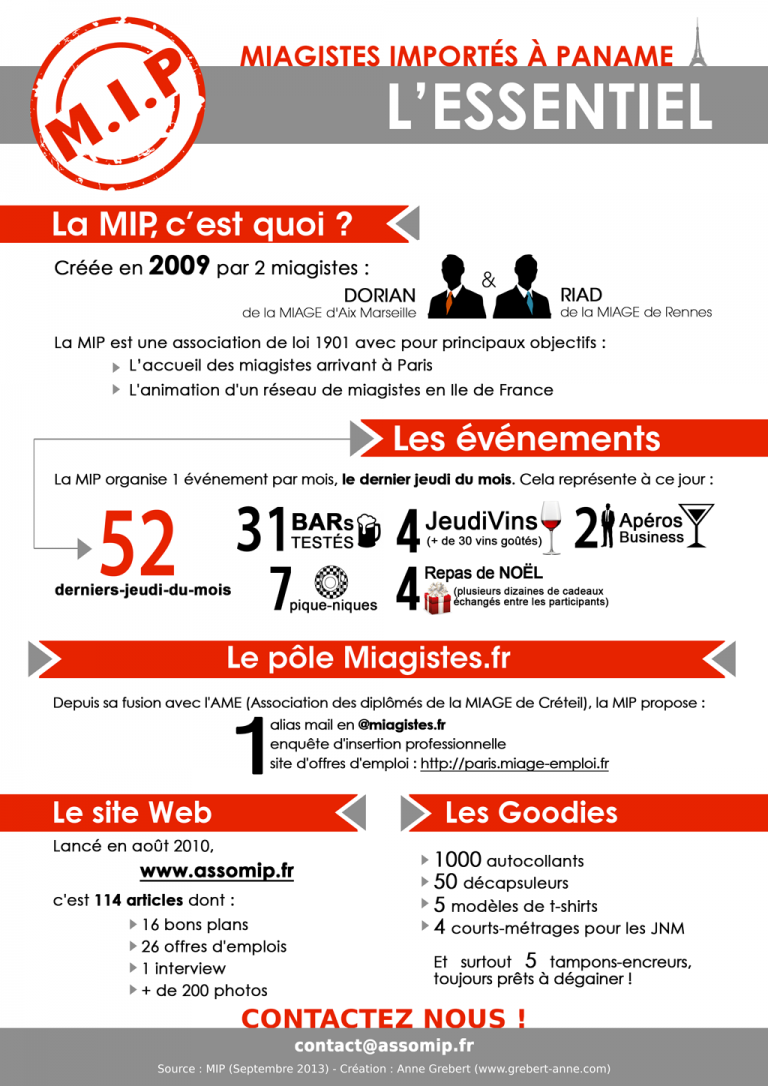 M.I.P
MIAGISTES IMPORTÉS À PANAME
L'ESSENTIEL
La MIP, c'est quoi ?
Créée en 2009 par 2 miagistes :
DORIAN
de la MIAGE d'Aix Marseille
&
RIAD
de la MIAGE de Rennes
La MIP est une association de loi 1901 avec pour principaux objectifs :
L'accueil des miagistes arrivant à Paris
L'animation d'un réseau de miagistes en Ile de France
Les événements
La MIP organise 1 événement par mois, le dernier jeudi du mois. Cela représente à ce jour :
52
derniers-jeudi-du-mois
31 BARs
TESTÉS
4 JeudiVins
(+ de 30 vins goûtés)
2 Apéros
Business
7 pique-niques
4 Repas de NOËL
(plusieurs dizaines de cadeaux
échangés entre les participants)
Le pôle Miagistes.fr
Depuis sa fusion avec l'AME (Association des diplômés de la MIAGE de Créteil), la MIP propose :
1 alias mail en @miagistes.fr
enquête d'insertion professionnelle
site d'offres d'emploi : http://paris.miage-emploi.fr
Le site Web
Lancé en août 2010,
www.assomip.fr
c'est 114 articles dont :
16 bons plans
26 offres d'emplois
1 interview
+ de 200 photos
Les Goodies
1000 autocollants
50 décapsuleurs
5 modèles de t-shirts
4 courts-métrages pour les JNM
Et surtout 5 tampons-encreurs,
toujours prêts à dégainer !
CONTACTEZ NOUS !
contact@assomip.fr
Source : MIP (Septembre 2013) - Création : Anne Grebert (www.grebert-anne.com)